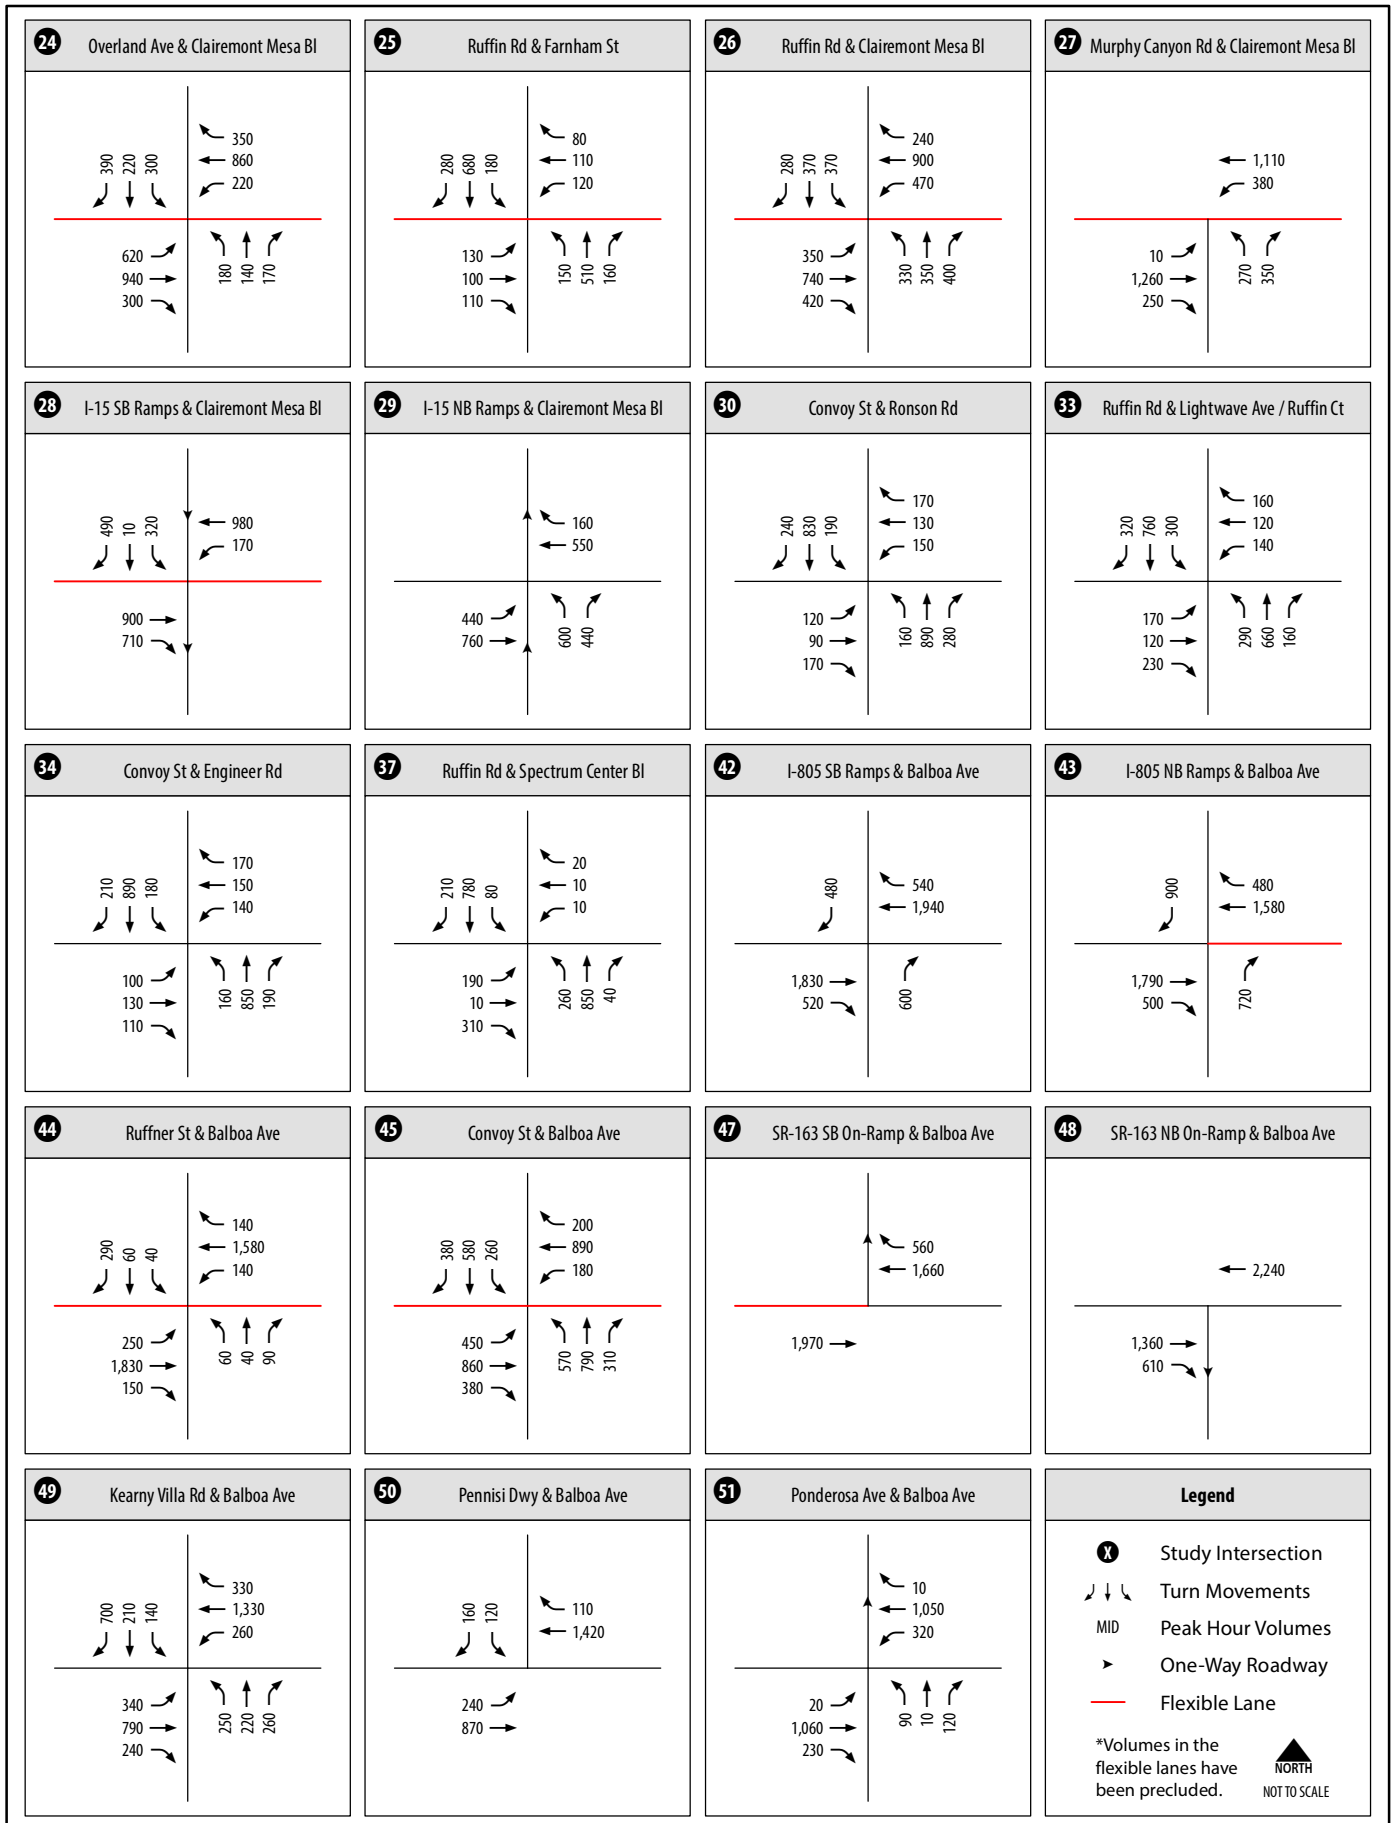 24 Overland Ave & Clairemont Mesa Bl
390 220 300
350
860
220
620
940
300
180 140 170
25 Ruffin Rd & Farnham St
280 680 180
80
110
120
130
100
110
150 510 160
26 Ruffin Rd & Clairemont Mesa Bl
280 370 370
240
900
470
350
740
420
330 350 400
27 Murphy Canyon Rd & Clairemont Mesa Bl
1,110
380
10
1,260
250
270 350
28 I-15 SB Ramps & Clairemont Mesa Bl
490 10 320
980
170
900
710
29 I-15 NB Ramps & Clairemont Mesa Bl
160
550
440
760
600 440
30 Convoy St & Ronson Rd
240 830 190
170
130
150
120
90
170
160 890 280
33 Ruffin Rd & Lightwave Ave / Ruffin Ct
320 760 300
160
120
140
170
120
230
290 660 160
34 Convoy St & Engineer Rd
210 890 180
170
150
140
100
130
110
160 850 190
37 Ruffin Rd & Spectrum Center Bl
210 780 80
20
10
10
190
10
310
260 850 40
42 I-805 SB Ramps & Balboa Ave
480
540
1,940
1,830
520
600
43 I-805 NB Ramps & Balboa Ave
900
480
1,580
1,790
500
720
44 Ruffner St & Balboa Ave
290 60 40
140
1,580
140
250
1,830
150
60 40 90
45 Convoy St & Balboa Ave
380 580 260
200
890
180
450
860
380
570 790 310
47 SR-163 SB On-Ramp & Balboa Ave
560
1,660
1,970
48 SR-163 NB On-Ramp & Balboa Ave
2,240
1,360
610
49 Kearny Villa Rd & Balboa Ave
700 210 140
330
1,330
260
340
790
240
250 220 260
50 Pennisi Dwy & Balboa Ave
160 120
110
1,420
240
870
51 Ponderosa Ave & Balboa Ave
10
1,050
320
20
1,060
230
90 10 120
Legend
X Study Intersection
Turn Movements
MID Peak Hour Volumes
One-Way Roadway
Flexible Lane
*Volumes in the
flexible lanes have
been precluded.
NORTH
NOT TO SCALE